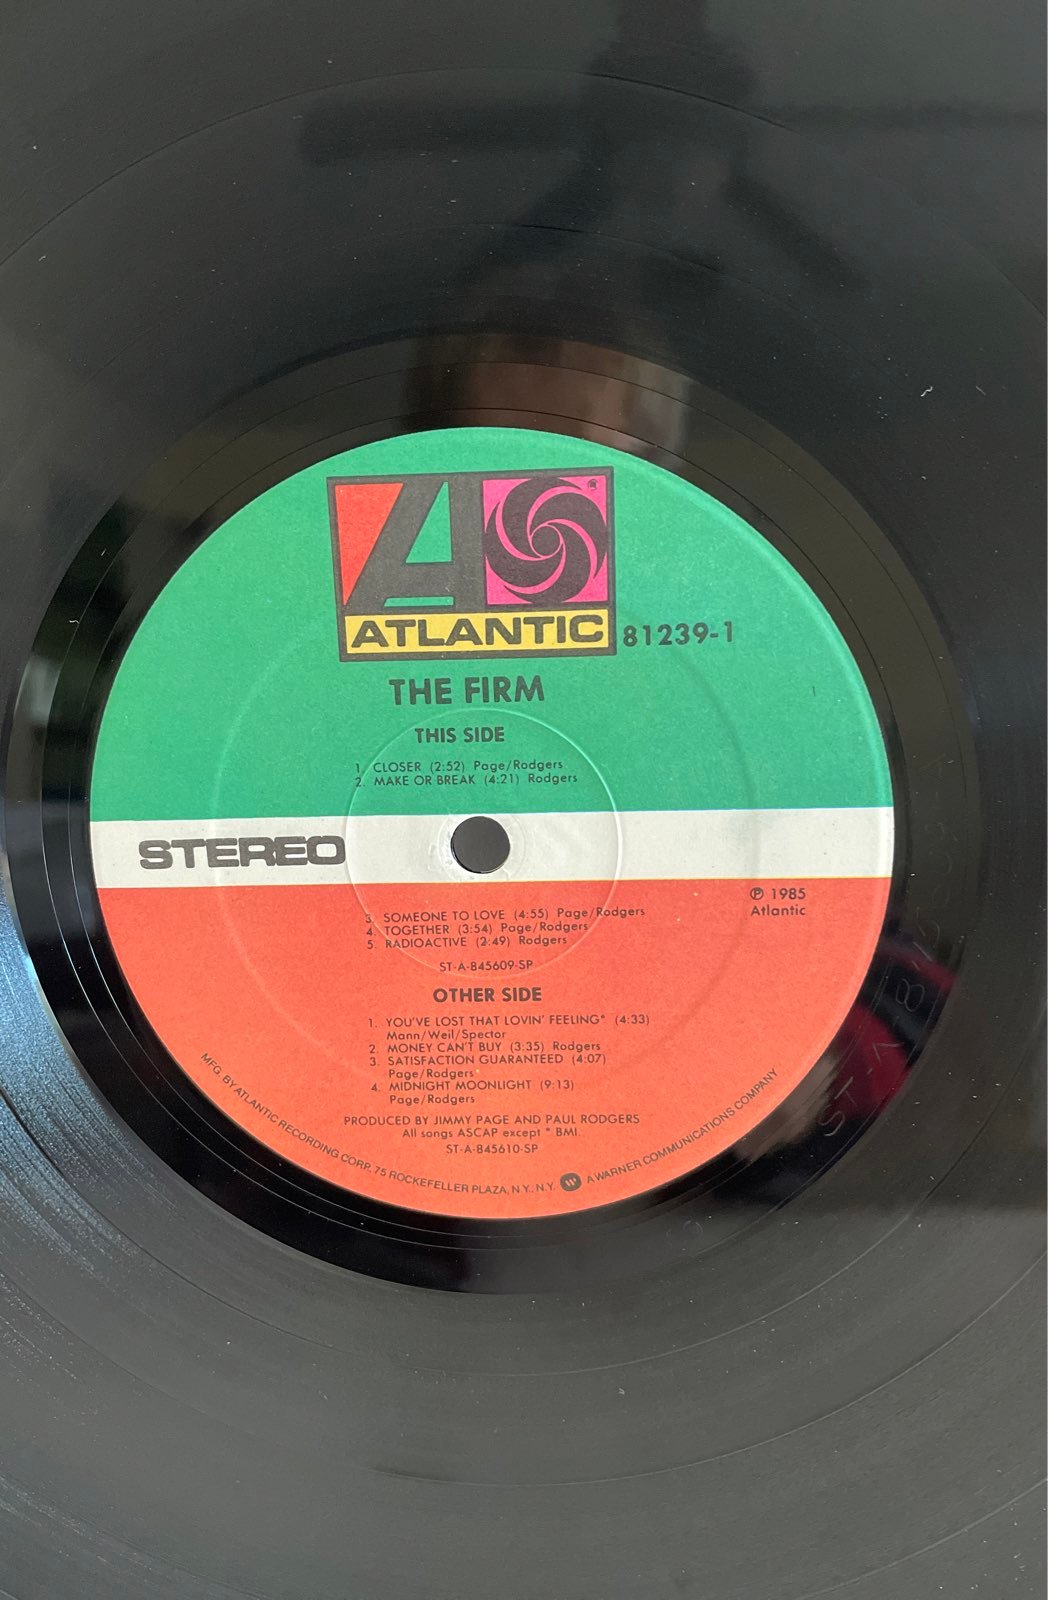 ATLANTIC
81239-1
THE FIRM
THIS SIDE
1. CLOSER (2:52) Page/Rodgers
2. MAKE OR BREAK (4:21) Rodgers
STEREO
℗ 1985
Atlantic
3. SOMEONE TO LOVE (4:55) Page/Rodgers
4. TOGETHER (3:54) Page/Rodgers
5. RADIOACTIVE (2:49) Rodgers
ST-A-845609-SP
OTHER SIDE
1. YOU'VE LOST THAT LOVIN' FEELING* (4:33)
Mann/Weil/Spector
2. MONEY CAN'T BUY (3:35) Rodgers
3. SATISFACTION GUARANTEED (4:07)
Page/Rodgers
4. MIDNIGHT MOONLIGHT (9:13)
Page/Rodgers
PRODUCED BY JIMMY PAGE AND PAUL RODGERS
All songs ASCAP except * BMI.
ST-A-845610-SP
MFG. BY ATLANTIC RECORDING CORP. 75 ROCKEFELLER PLAZA, N.Y., N.Y. A WARNER COMMUNICATIONS COMPANY